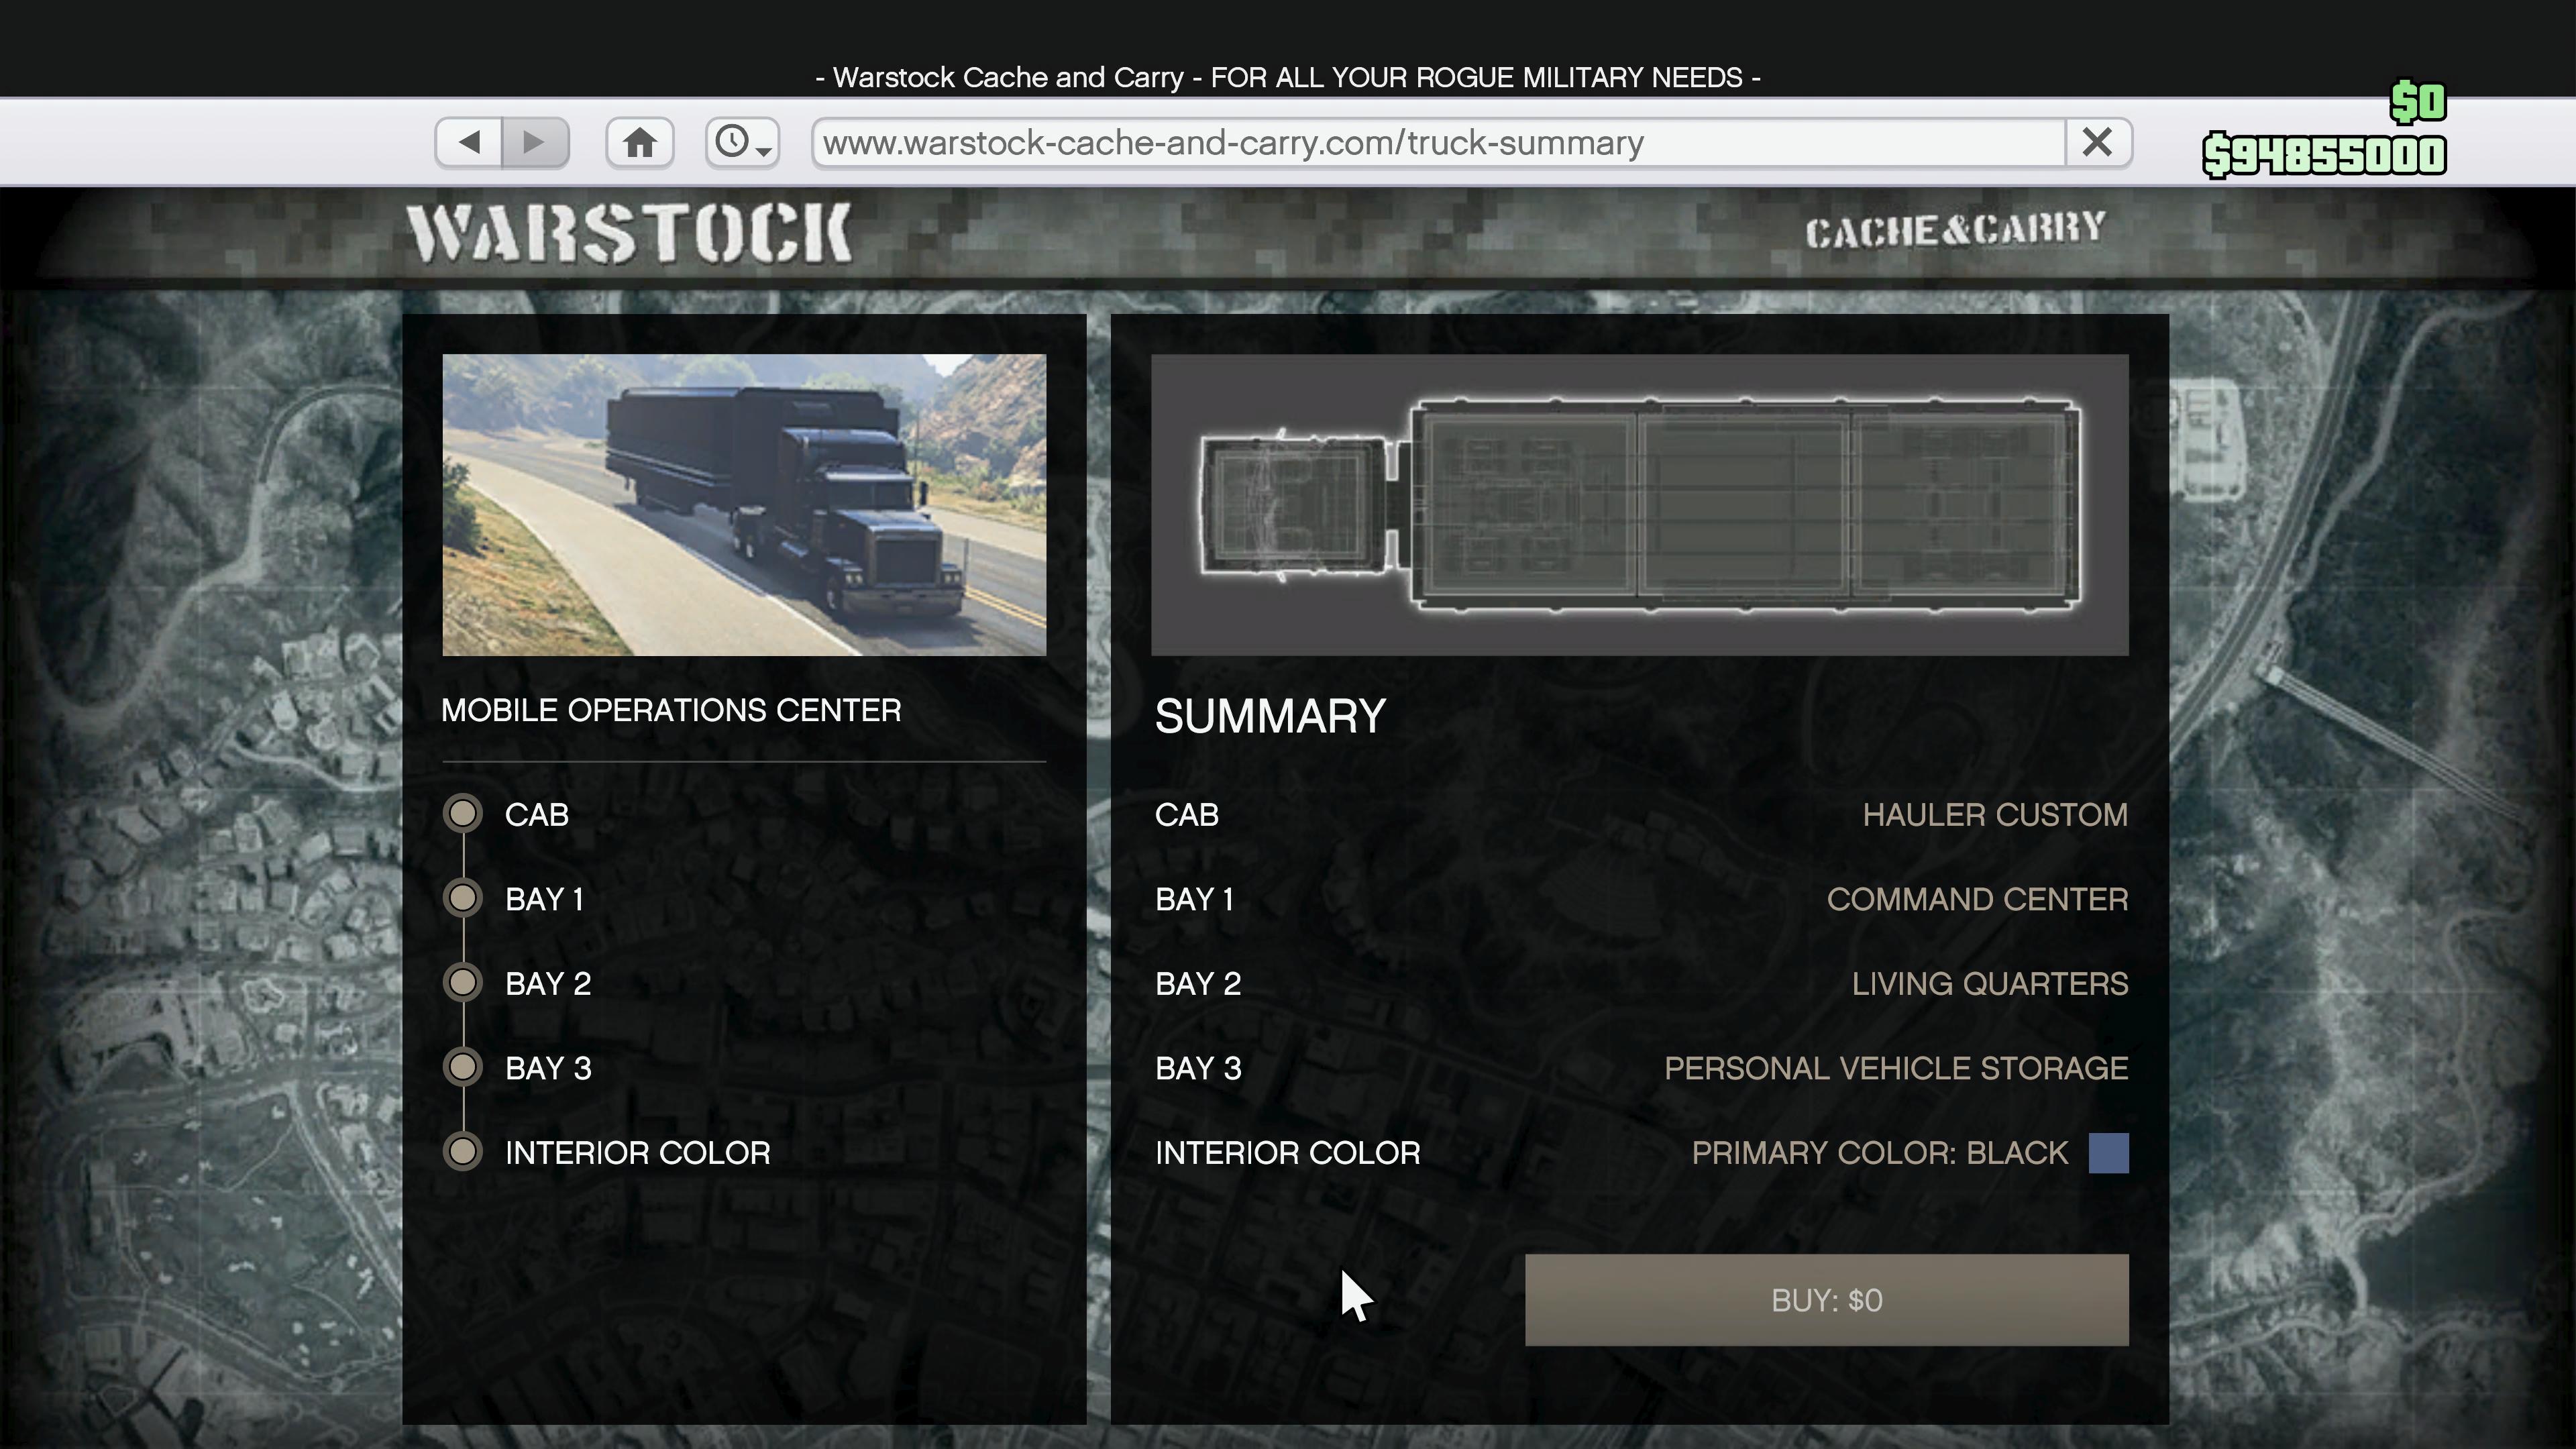 - Warstock Cache and Carry - FOR ALL YOUR ROGUE MILITARY NEEDS -
$0
www.warstock-cache-and-carry.com/truck-summary
$94855000
WARSTOCK
CACHE&CARRY
MOBILE OPERATIONS CENTER
CAB
BAY 1
BAY 2
BAY 3
INTERIOR COLOR
SUMMARY
CAB HAULER CUSTOM
BAY 1 COMMAND CENTER
BAY 2 LIVING QUARTERS
BAY 3 PERSONAL VEHICLE STORAGE
INTERIOR COLOR PRIMARY COLOR: BLACK
BUY: $0